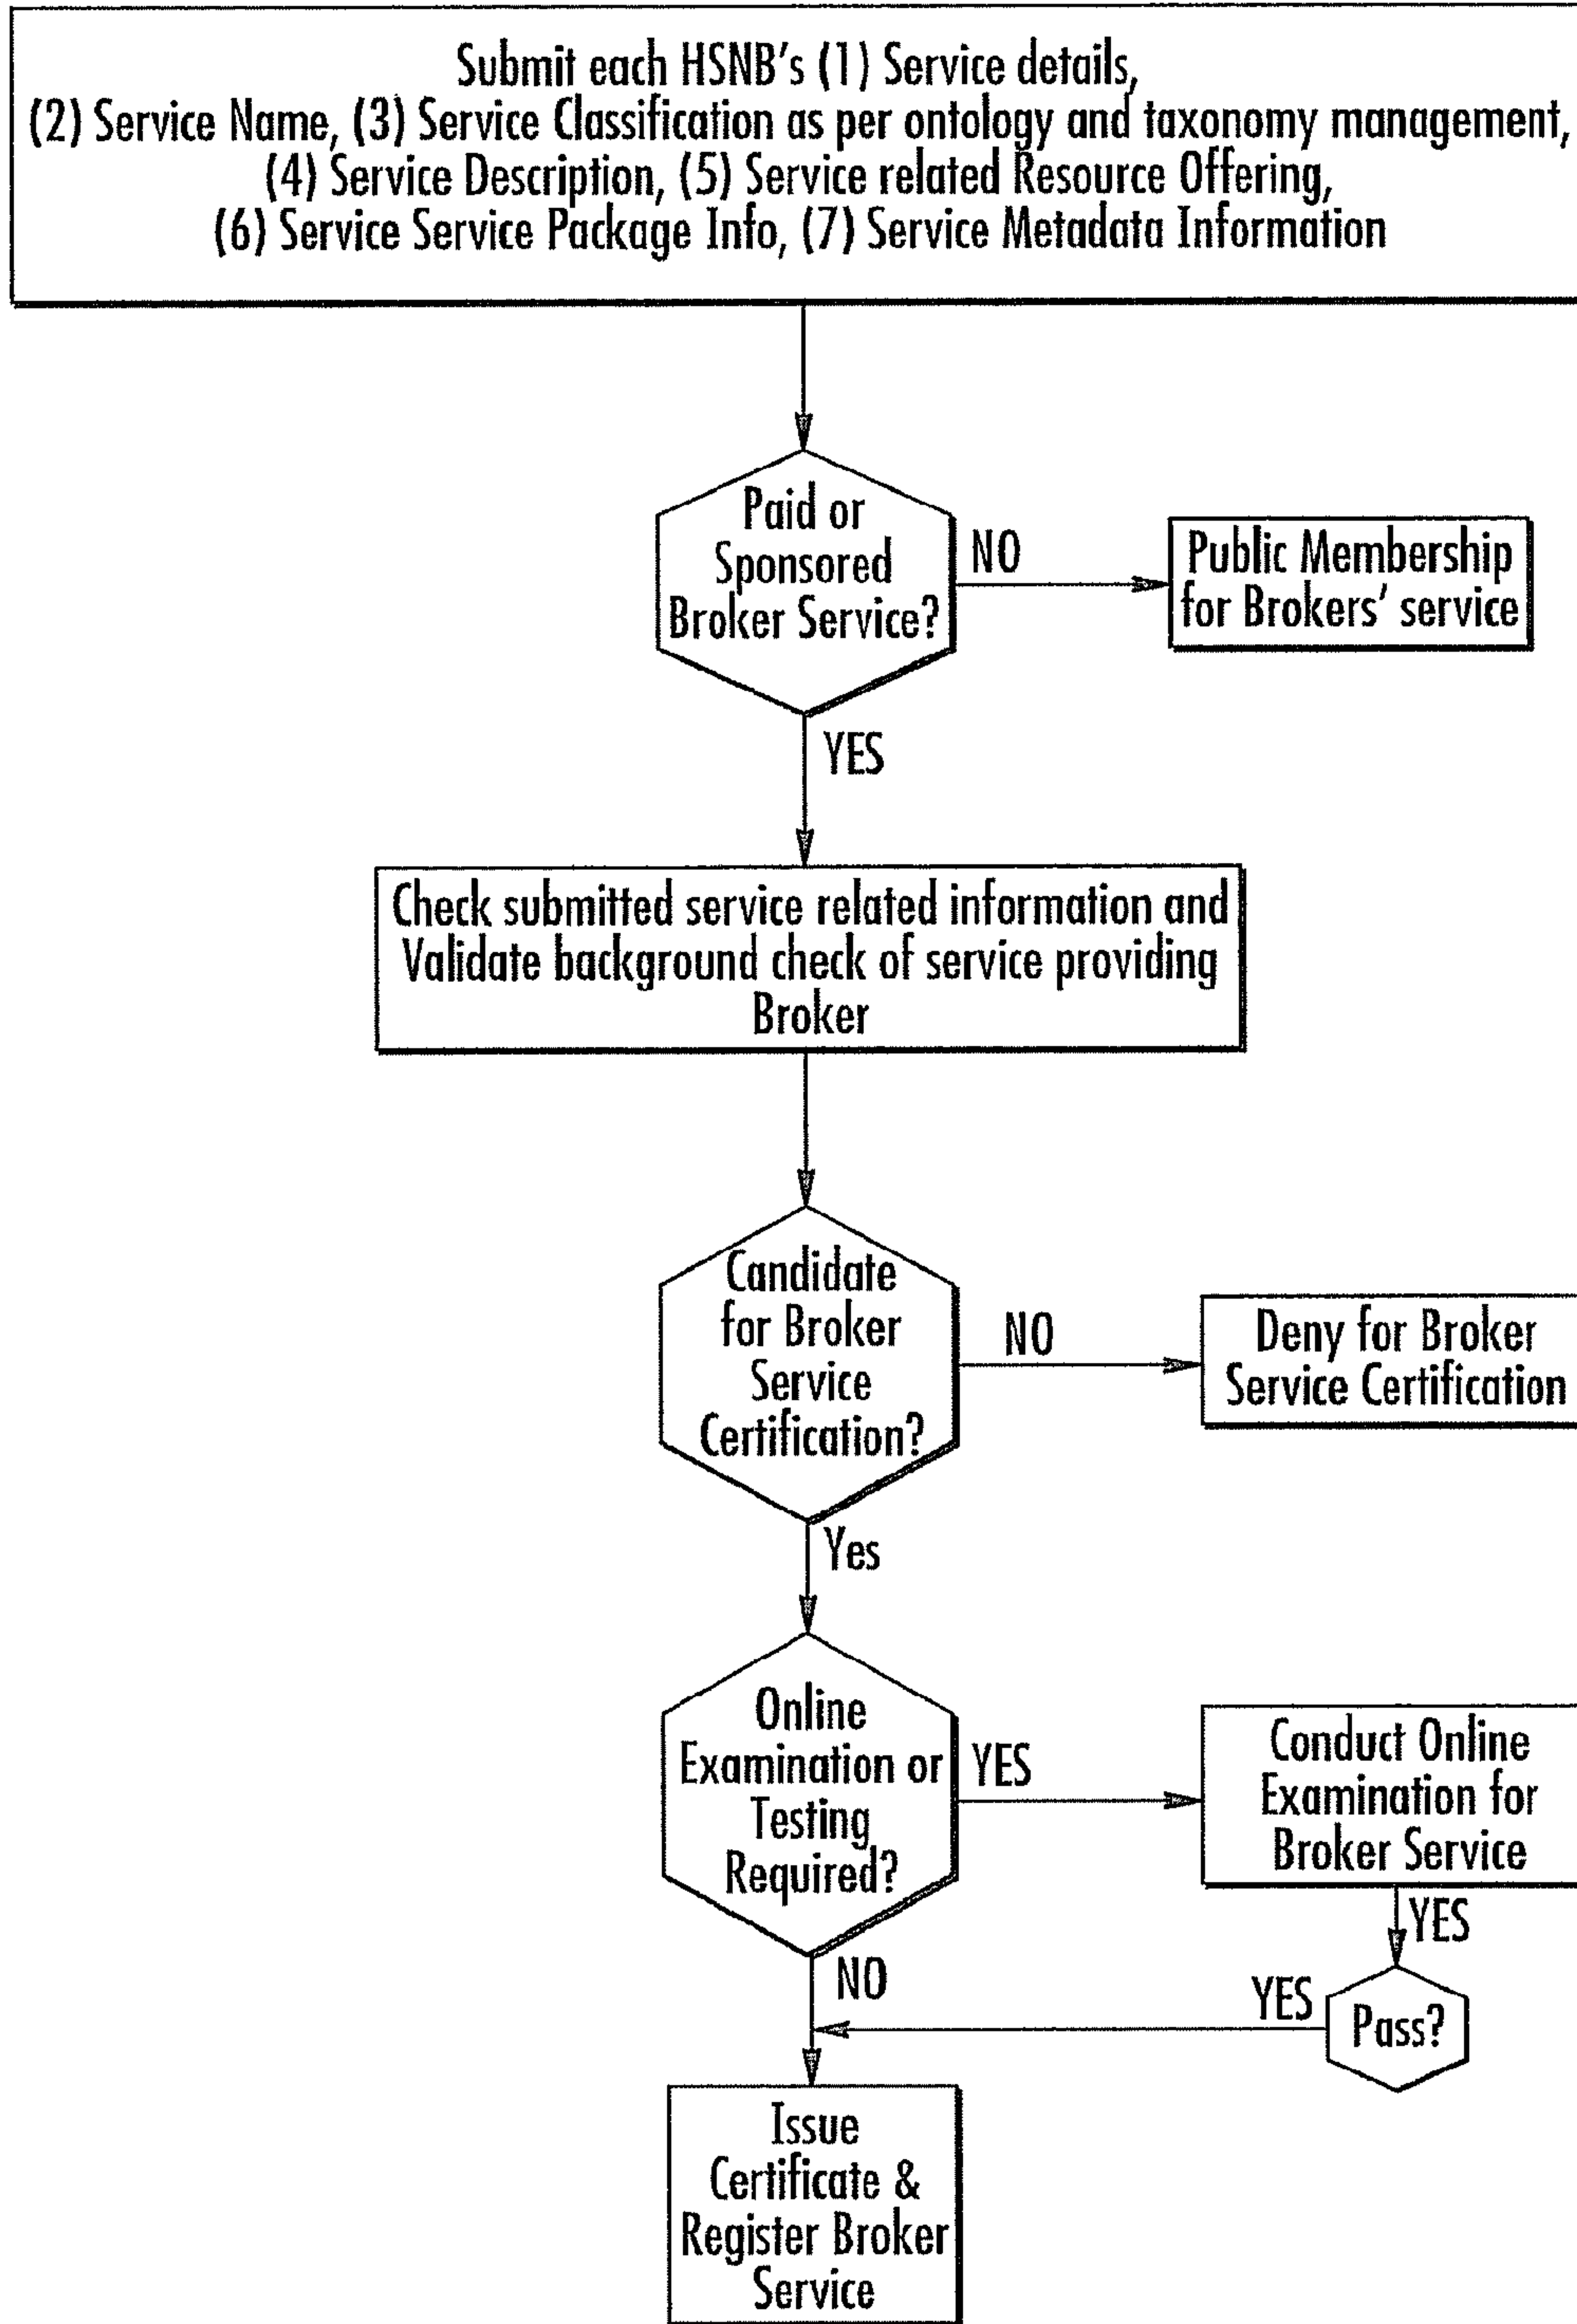 Submit each HSNB's (1) Service details,
(2) Service Name, (3) Service Classification as per ontology and taxonomy management,
(4) Service Description, (5) Service related Resource Offering,
(6) Service Service Package Info, (7) Service Metadata Information
Paid or
Sponsored
Broker Service?
NO
Public Membership
for Brokers' service
YES
Check submitted service related information and
Validate background check of service providing
Broker
Candidate
for Broker
Service
Certification?
NO
Deny for Broker
Service Certification
Yes
Online
Examination or
Testing
Required?
YES
Conduct Online
Examination for
Broker Service
YES
Pass?
YES
NO
Issue
Certificate &
Register Broker
Service